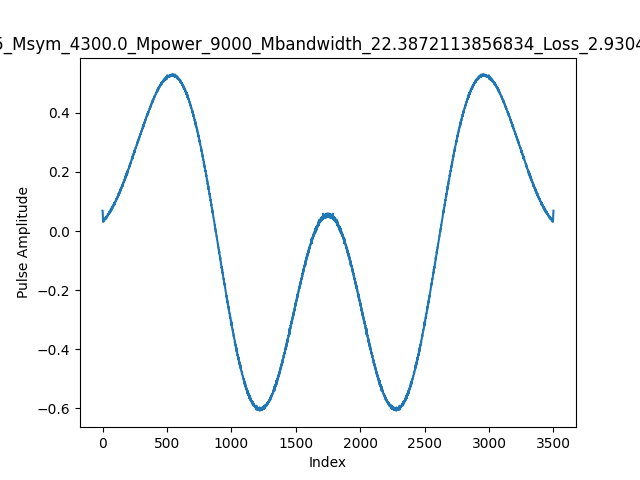 5_Msym_4300.0_Mpower_9000_Mbandwidth_22.3872113856834_Loss_2.9304
0.4
0.2
0.0
−0.2
−0.4
−0.6
Pulse Amplitude
0 500 1000 1500 2000 2500 3000 3500
Index